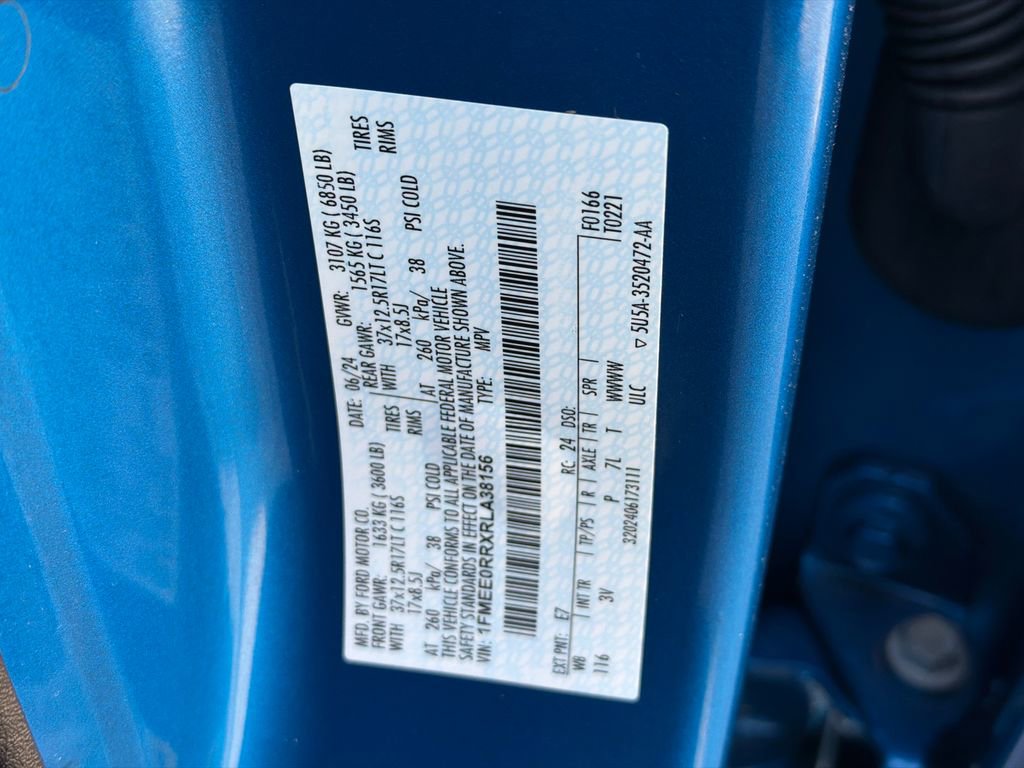 MFD. BY FORD MOTOR CO.
DATE: 06/24 GVWR: 3107 KG ( 6850 LB)
FRONT GAWR: 1633 KG ( 3600 LB) REAR GAWR: 1565 KG ( 3450 LB)
WITH 37x12.5R17LT C 116S TIRES WITH 37x12.5R17LT C 116S TIRES
17x8.5J RIMS 17x8.5J RIMS
AT 260 kPa/ 38 PSI COLD AT 260 kPa/ 38 PSI COLD
THIS VEHICLE CONFORMS TO ALL APPLICABLE FEDERAL MOTOR VEHICLE
SAFETY STANDARDS IN EFFECT ON THE DATE OF MANUFACTURE SHOWN ABOVE.
VIN: 1FMEE0RRXRLA38156 TYPE: MPV
EXT PNT: E7 RC: 24 DSO: F0166
WB INT TR TP/PS R AXLE TR SPR T0221
116 3V P 7L T WWWW
3202406173111 ULC ▽ 5U5A-3520472-AA